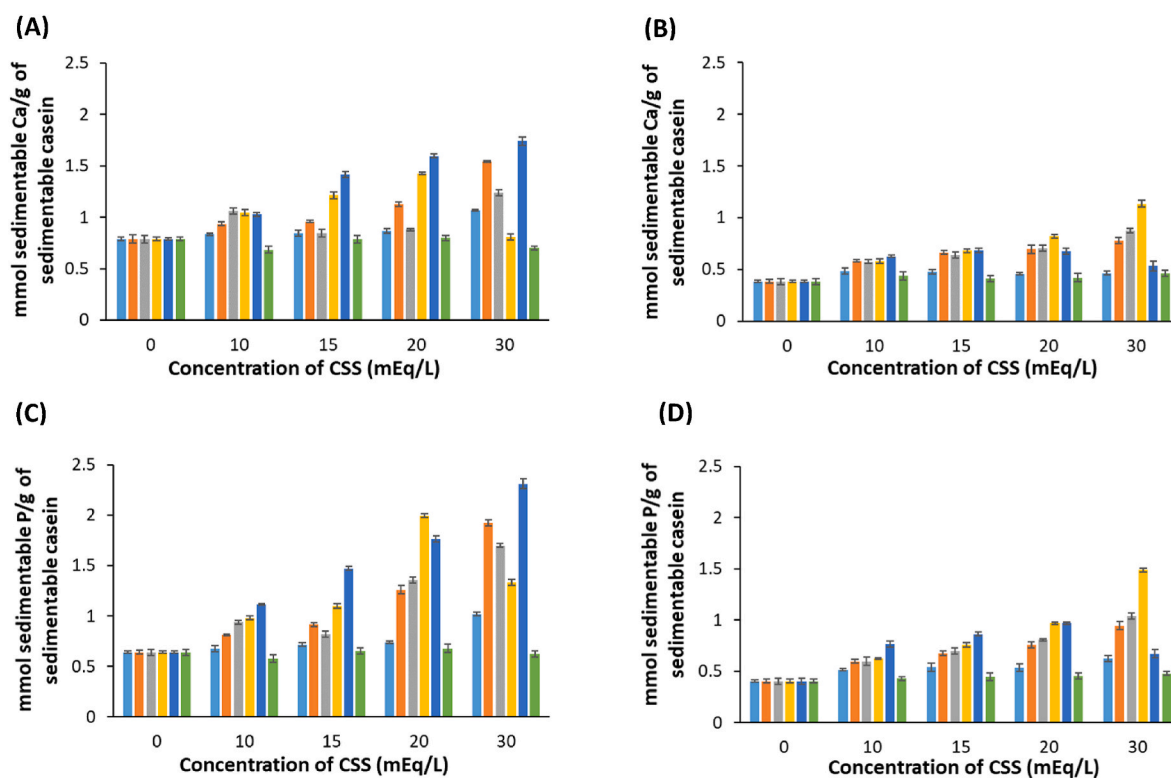 (A)
mmol sedimentable Ca/g of
sedimentable casein
2.5
2
1.5
1
0.5
0
0 10 15 20 30
Concentration of CSS (mEq/L)
(B)
mmol sedimentable Ca/g of
sedimentable casein
2.5
2
1.5
1
0.5
0
0 10 15 20 30
Concentration of CSS (mEq/L)
(C)
mmol sedimentable P/g of
sedimentable casein
2.5
2
1.5
1
0.5
0
0 10 15 20 30
Concentration of CSS (mEq/L)
(D)
mmol sedimentable P/g of
sedimentable casein
2.5
2
1.5
1
0.5
0
0 10 15 20 30
Concentration of CSS (mEq/L)